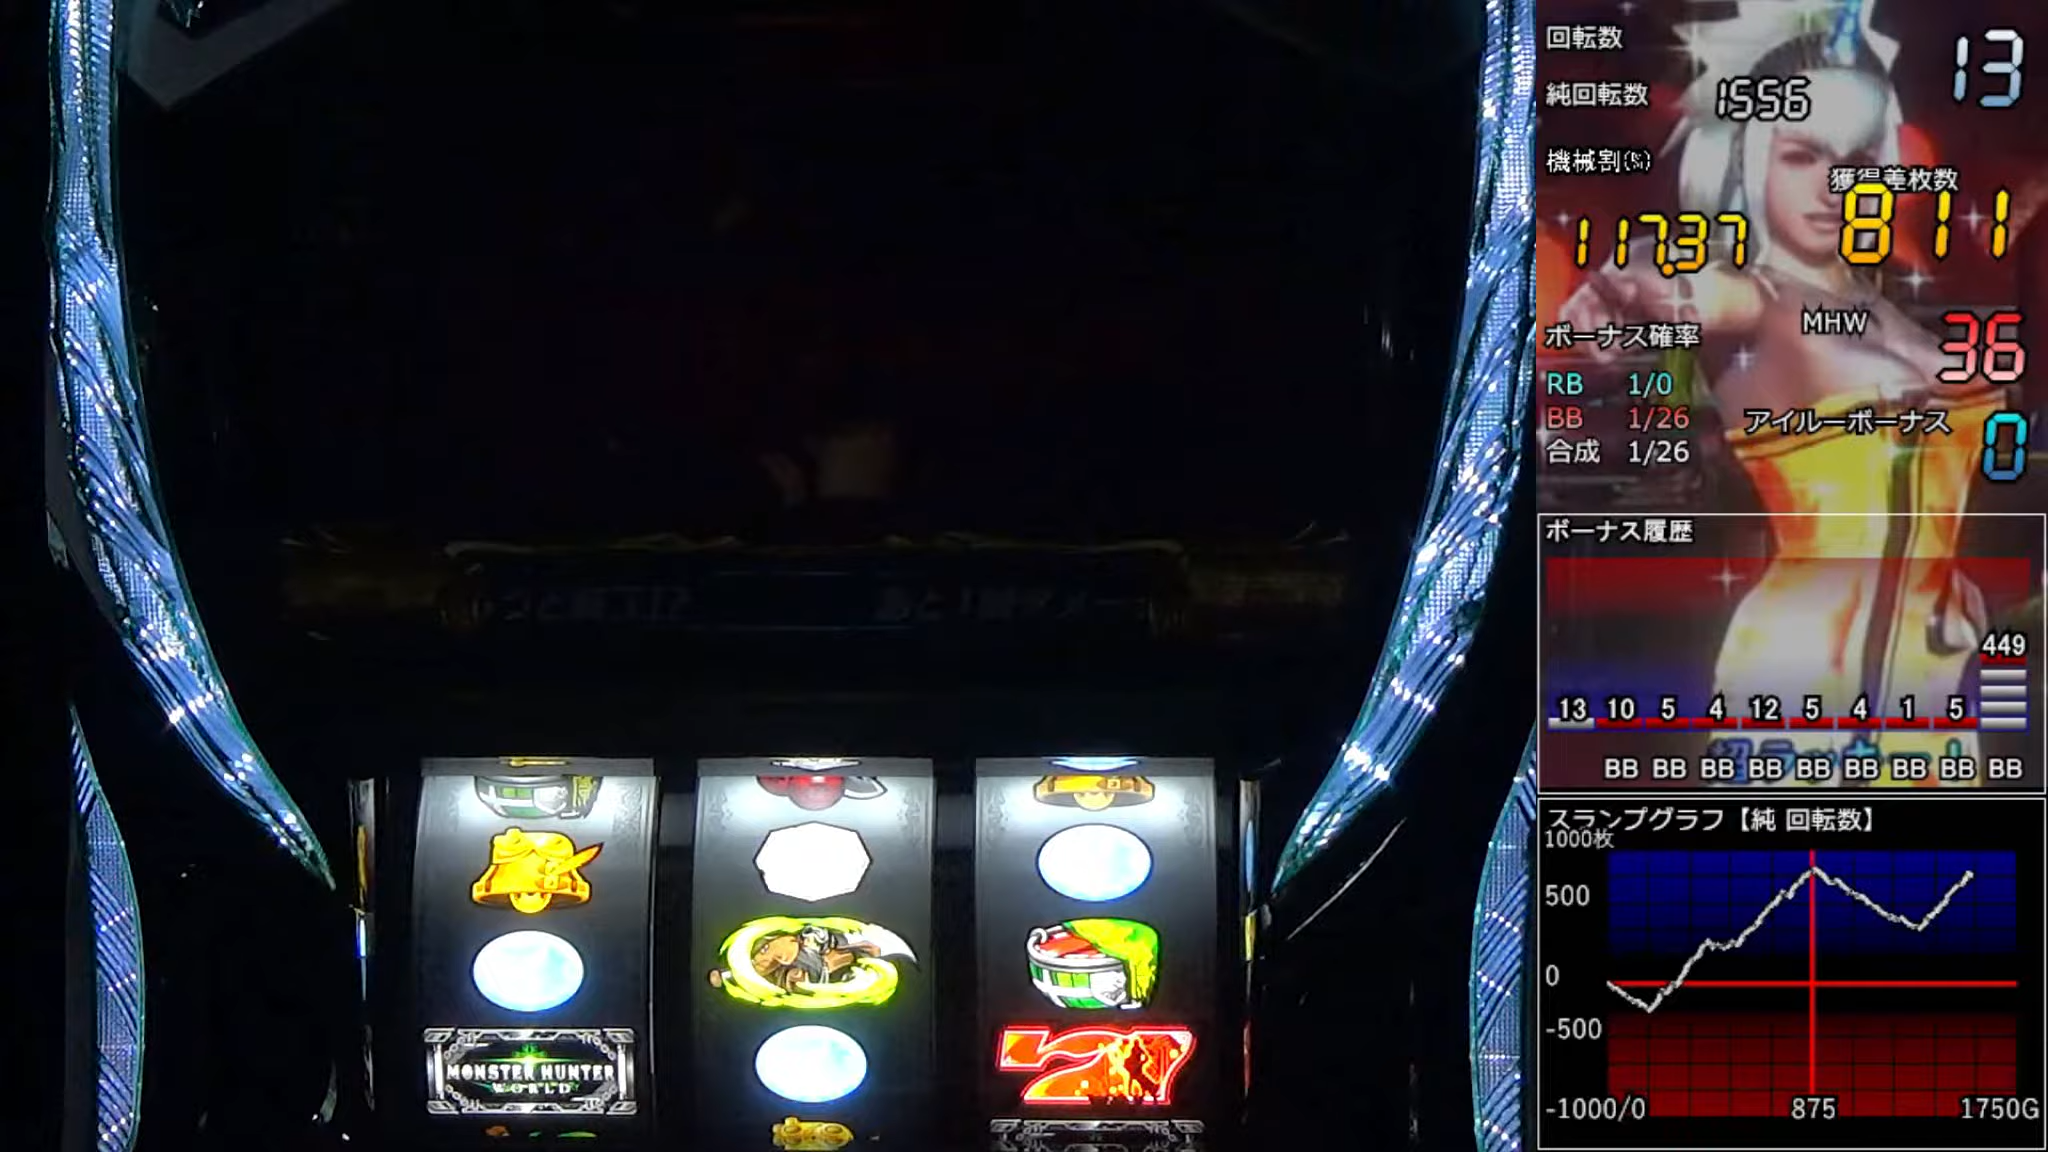 回転数
13
純回転数
1556
機械割(%)
獲得差枚数
117.37
811
MHW
36
ボーナス確率
RB 1/0
BB 1/26
合成 1/26
アイルーボーナス
0
ボーナス履歴
449
13 10 5 4 12 5 4 1 5
BB BB BB BB BB BB BB BB BB
スランプグラフ【純 回転数】
1000枚
500
0
-500
-1000/0 875 1750G
MONSTER HUNTER
WORLD
7